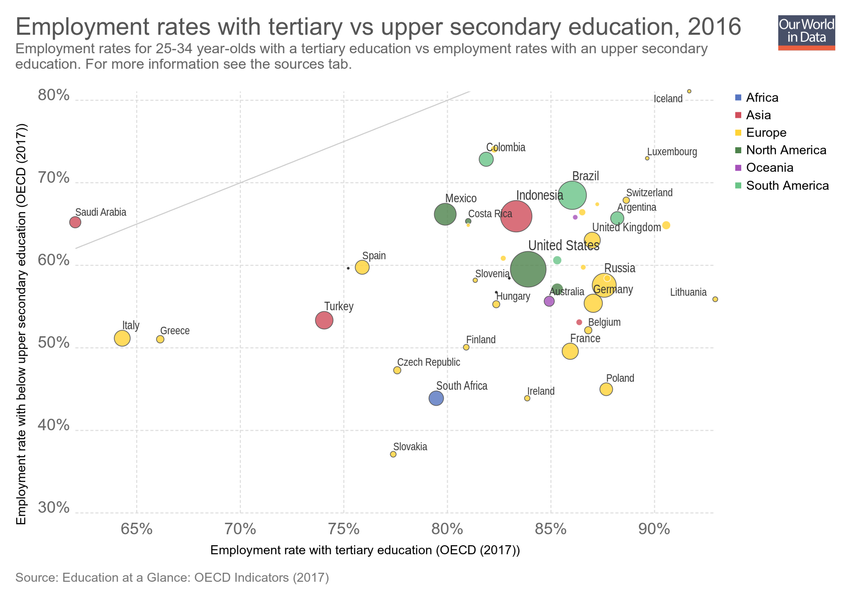 Employment rates with tertiary vs upper secondary education, 2016
Employment rates for 25-34 year-olds with a tertiary education vs employment rates with an upper secondary
education. For more information see the sources tab.
Our World
in Data
Employment rate with below upper secondary education (OECD (2017))
80%
70%
60%
50%
40%
30%
Iceland
Colombia
Luxembourg
Brazil
Switzerland
Mexico
Indonesia
Argentina
Saudi Arabia
Costa Rica
United Kingdom
United States
Spain
Slovenia
Russia
Germany
Lithuania
Hungary
Australia
Turkey
Belgium
Italy
Greece
Finland
France
Czech Republic
South Africa
Poland
Ireland
Slovakia
65%
70%
75%
80%
85%
90%
Employment rate with tertiary education (OECD (2017))
Africa
Asia
Europe
North America
Oceania
South America
Source: Education at a Glance: OECD Indicators (2017)